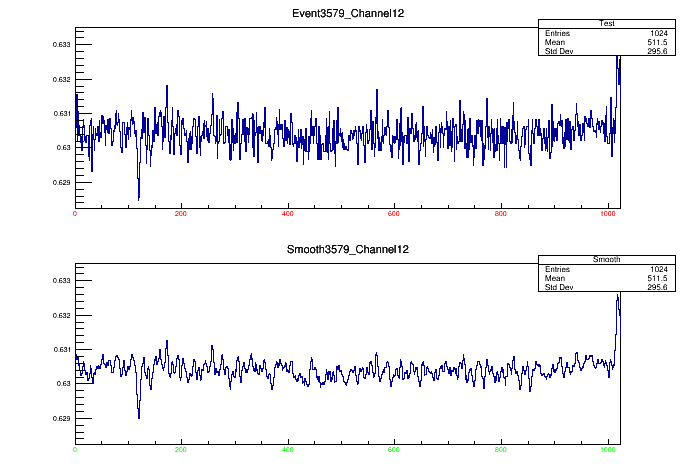 Event3579_Channel12
Test
Entries 1024
Mean 511.5
Std Dev 295.6
0.633
0.632
0.631
0.63
0.629
0 200 400 600 800 1000
Smooth3579_Channel12
Smooth
Entries 1024
Mean 511.5
Std Dev 295.6
0.633
0.632
0.631
0.63
0.629
0 200 400 600 800 1000